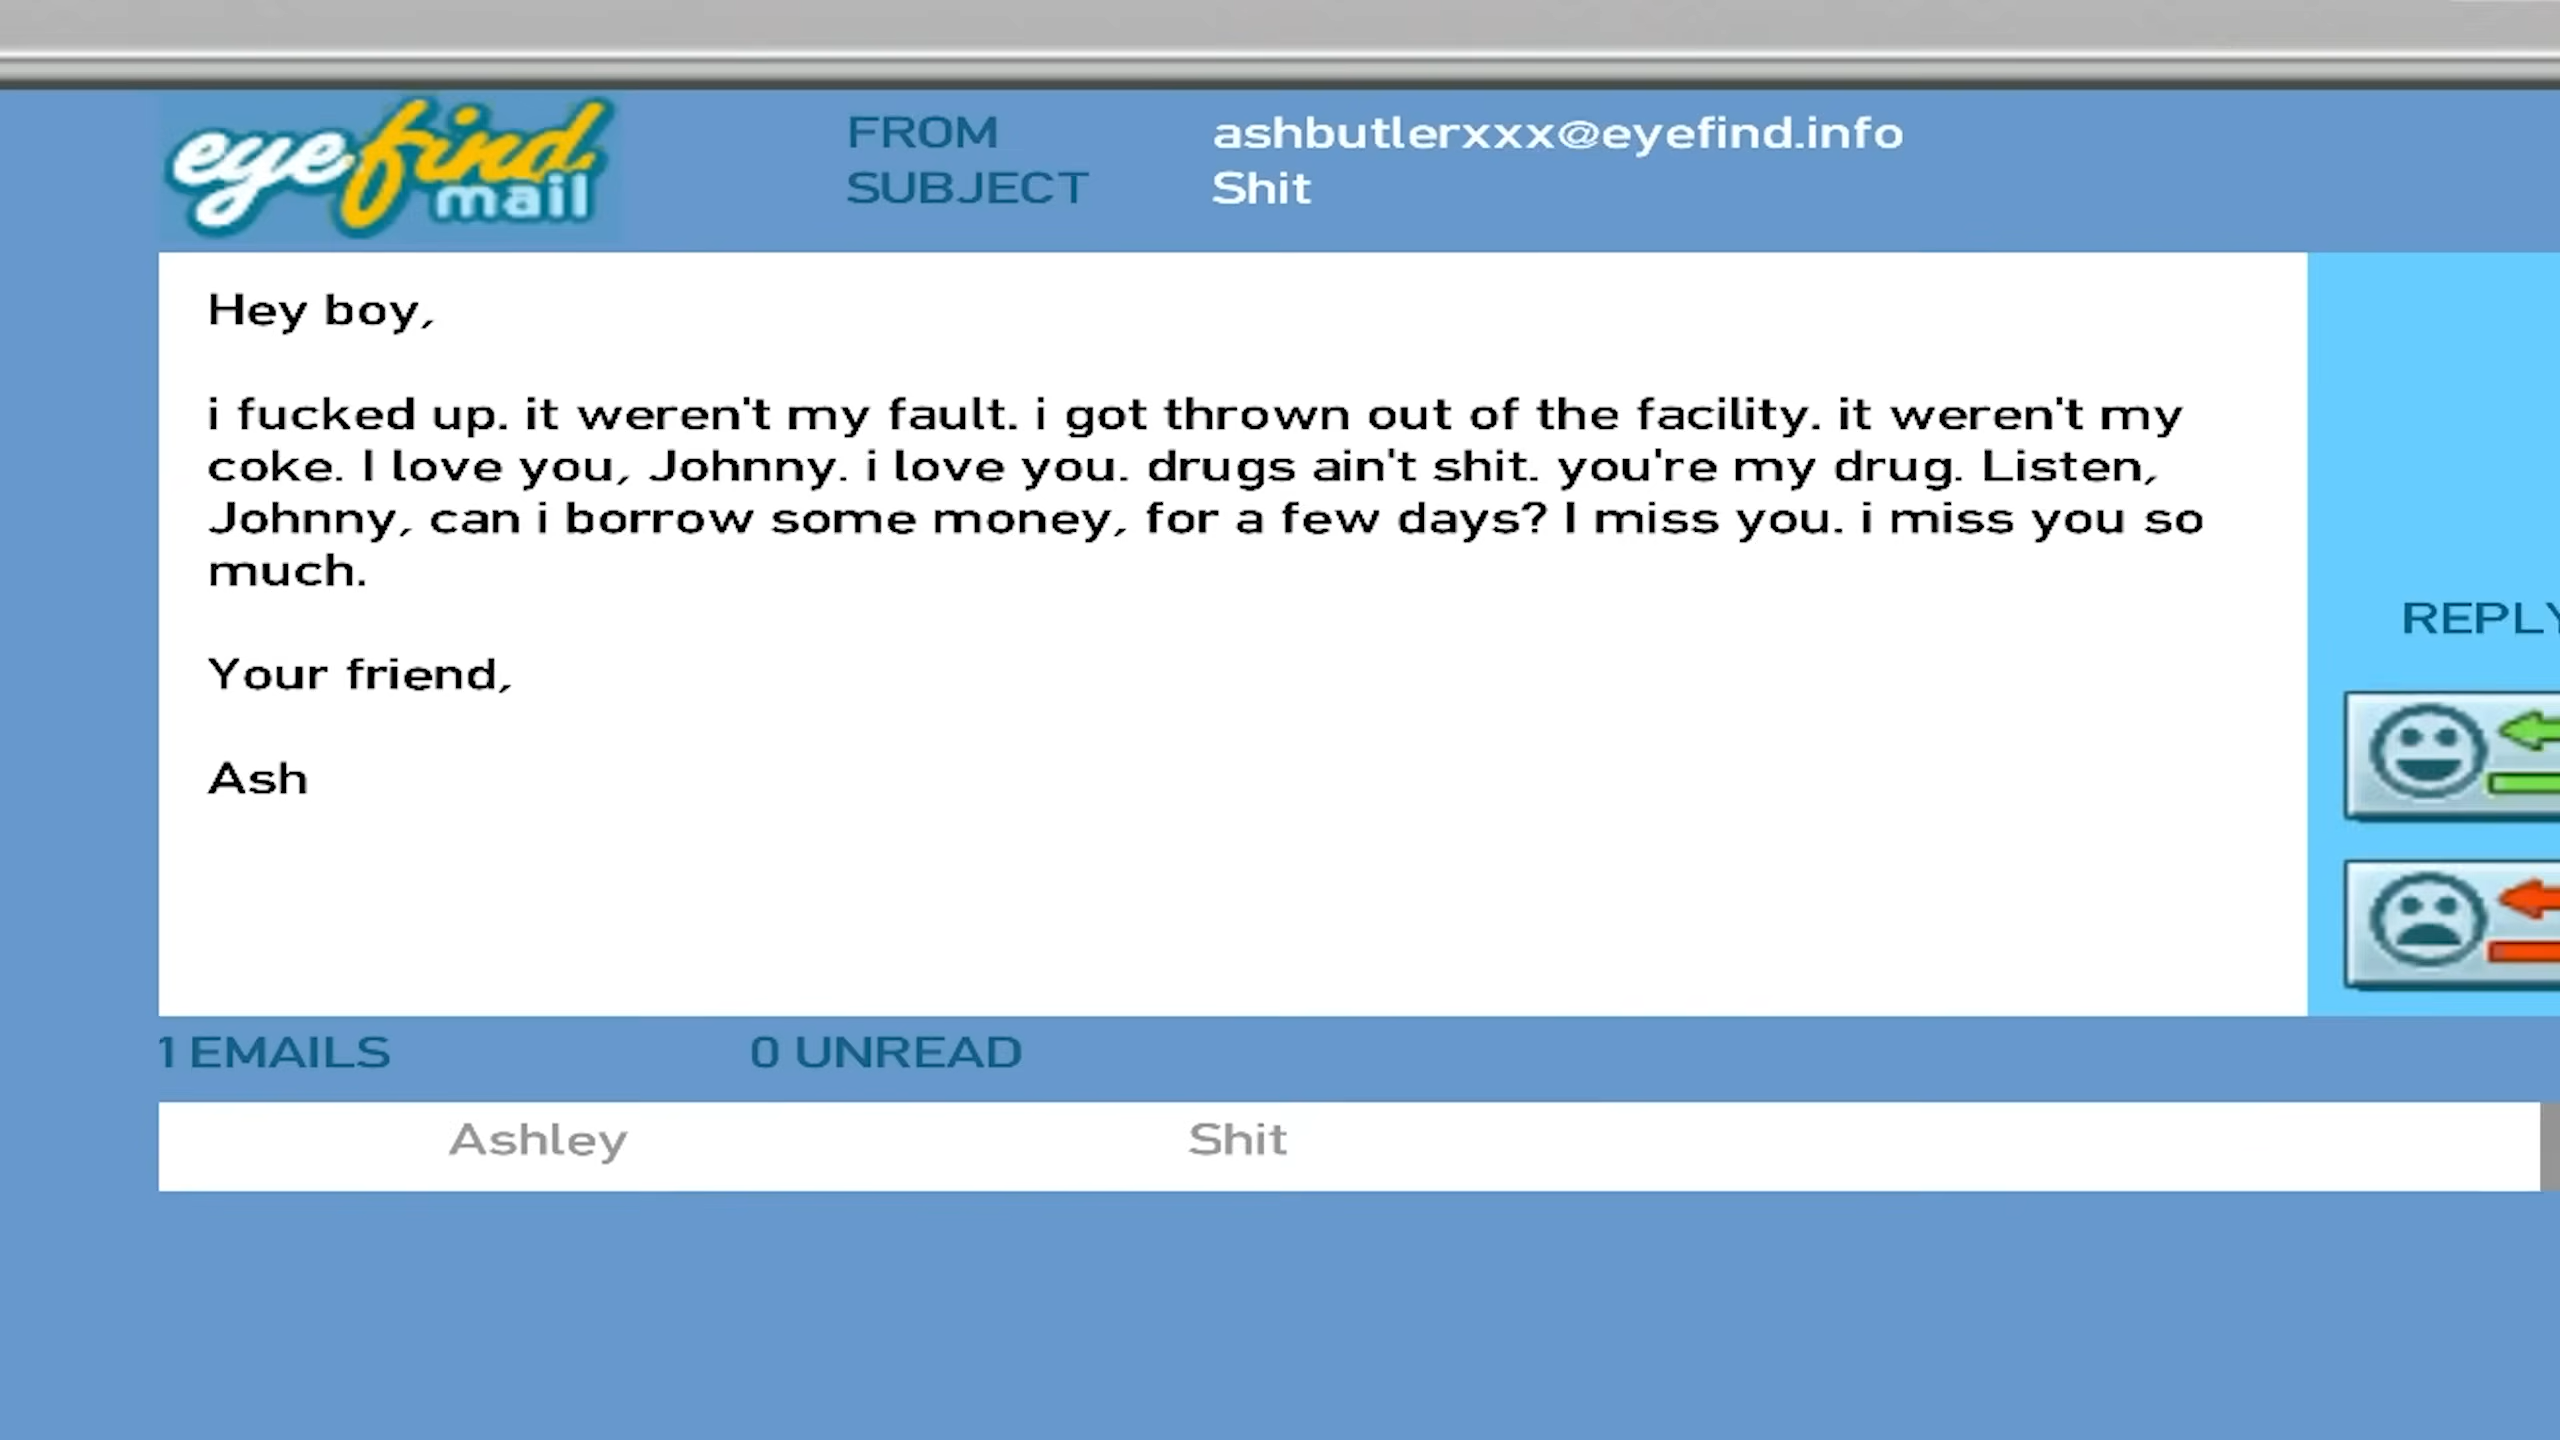 eyefind mail
FROM ashbutlerxxx@eyefind.info
SUBJECT Shit
Hey boy,
i fucked up. it weren't my fault. i got thrown out of the facility. it weren't my
coke. I love you, Johnny. i love you. drugs ain't shit. you're my drug. Listen,
Johnny, can i borrow some money, for a few days? I miss you. i miss you so
much.
Your friend,
Ash
REPLY
1 EMAILS 0 UNREAD
Ashley Shit